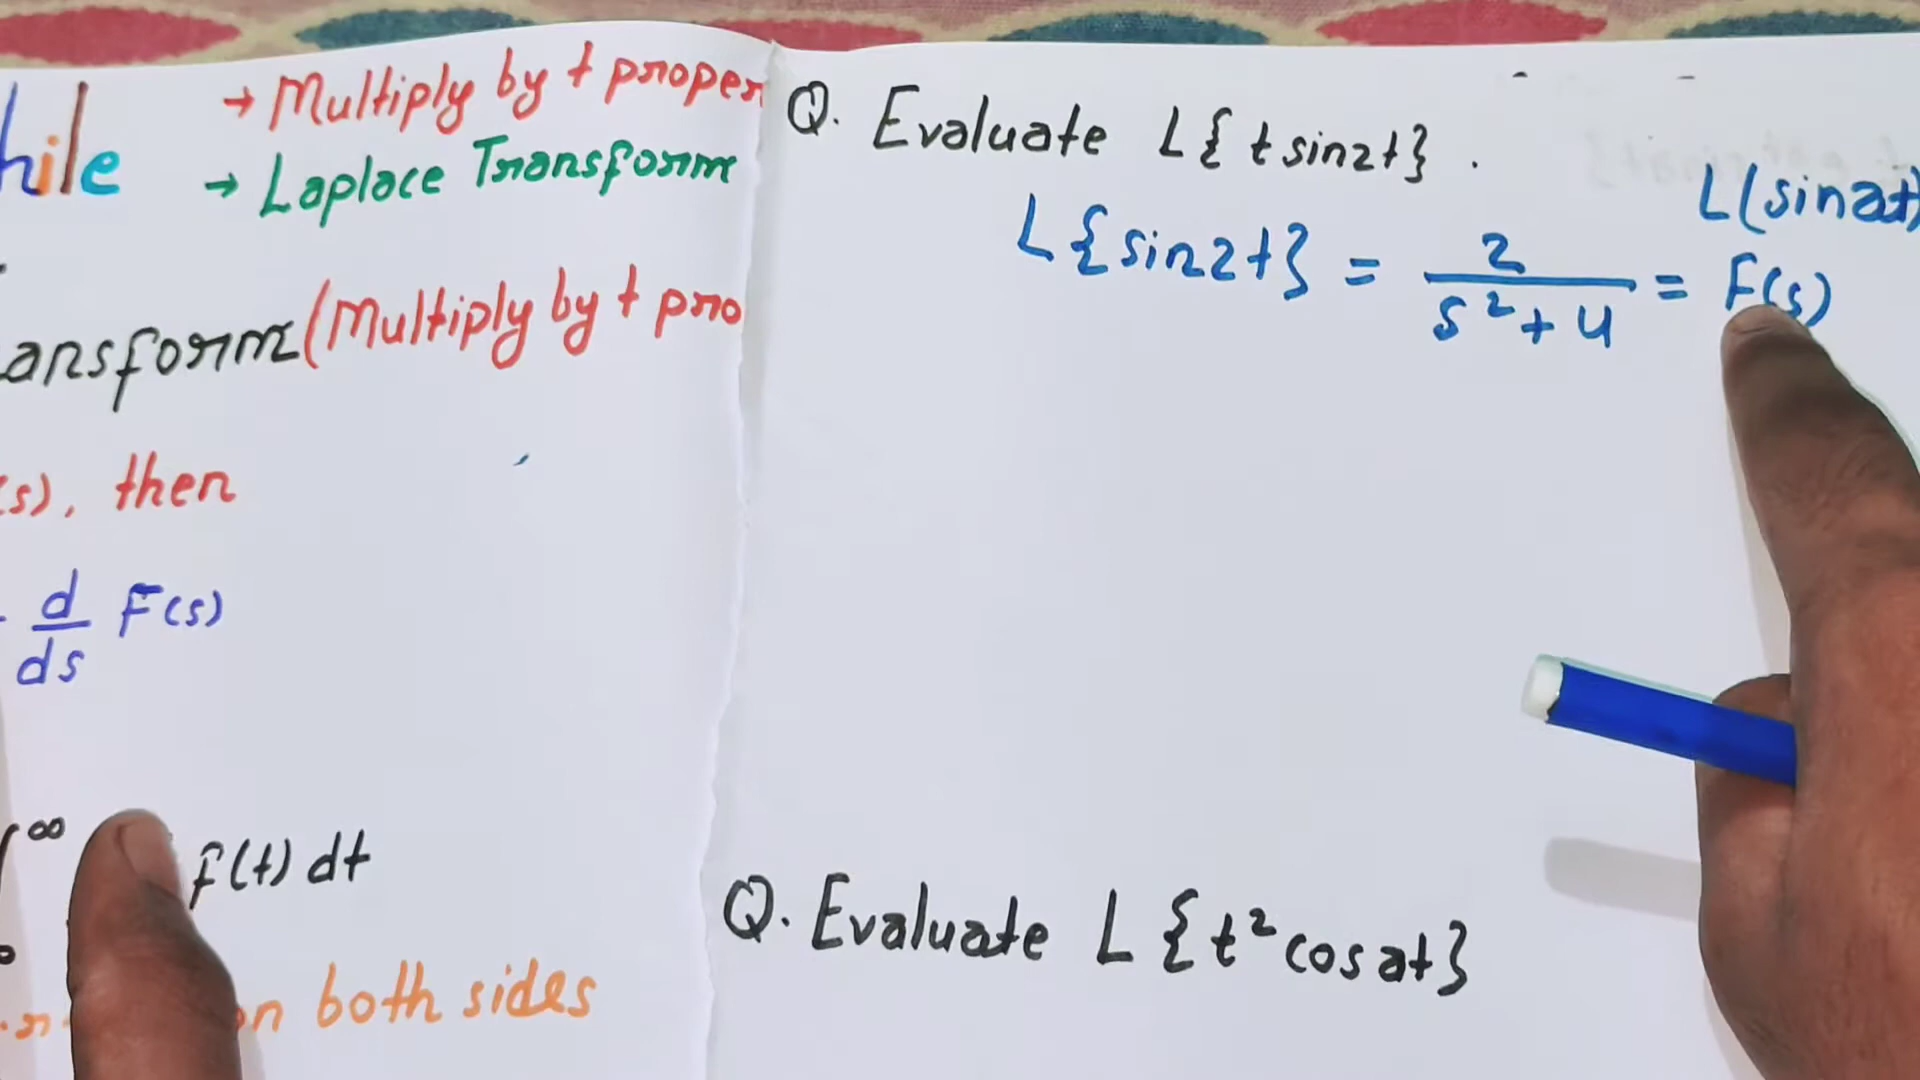 hile
→ Multiply by t proper
→ Laplace Transform
ansform (Multiply by t pro
(s), then
- d/ds F(s)
∫^∞ f(t) dt
on both sides
Q. Evaluate L{t sin2t}.
L(sinat)
L{sin2t} = 2/(s²+4) = F(s)
Q. Evaluate L{t² cos at}